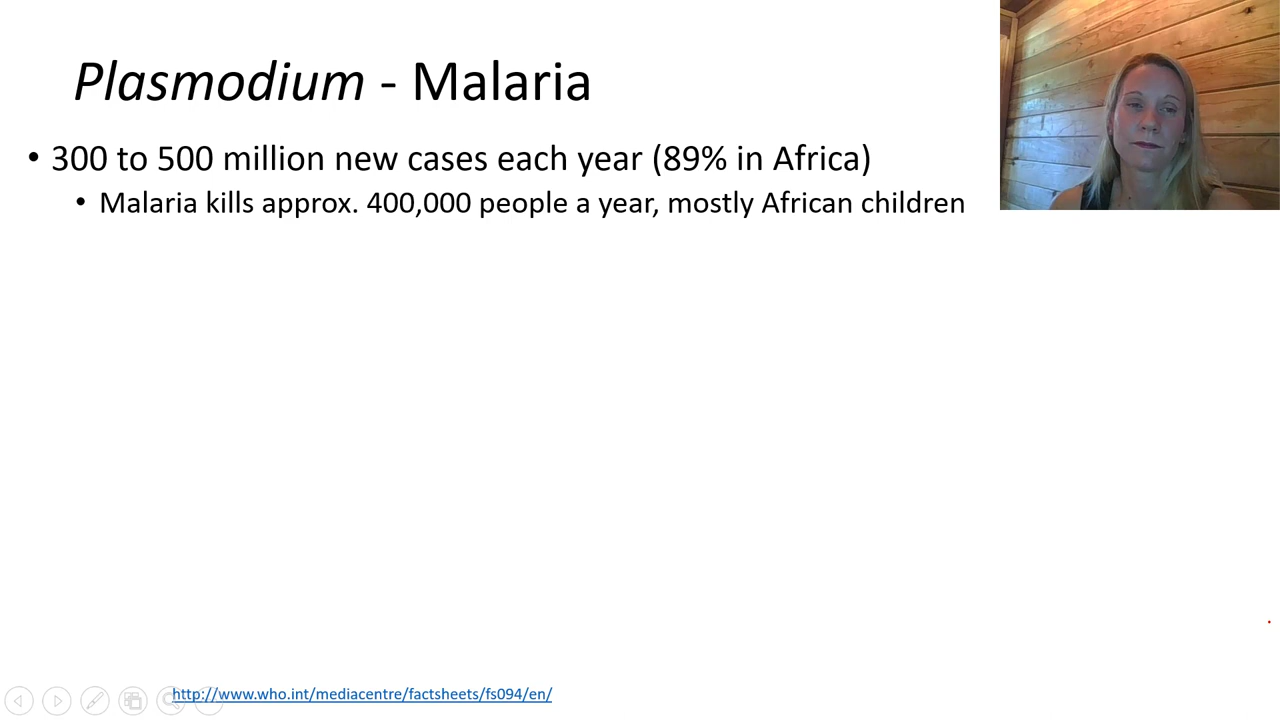 Plasmodium - Malaria
• 300 to 500 million new cases each year (89% in Africa)
• Malaria kills approx. 400,000 people a year, mostly African children
http://www.who.int/mediacentre/factsheets/fs094/en/